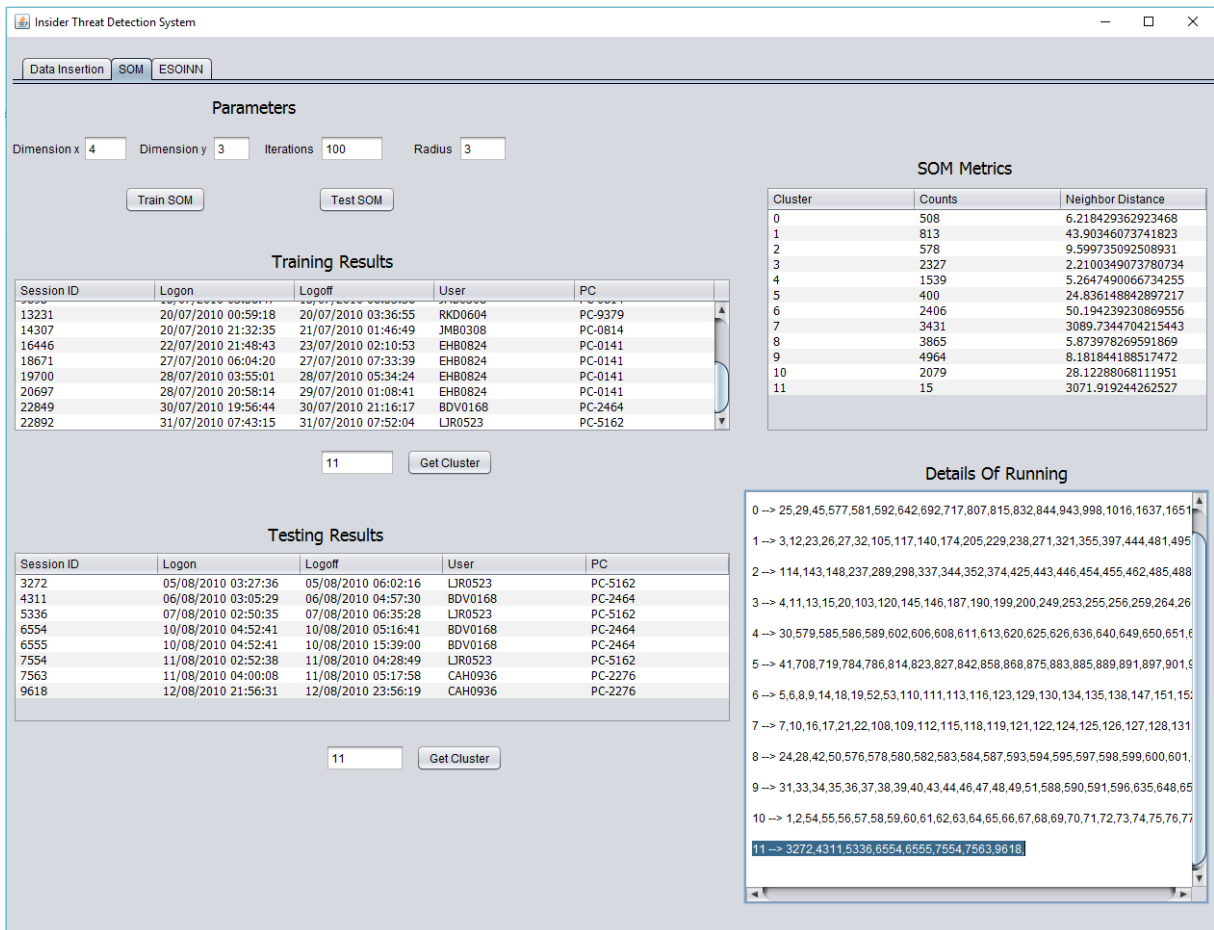 Insider Threat Detection System
Data Insertion SOM ESOINN
Parameters
Dimension x 4 Dimension y 3 Iterations 100 Radius 3
Train SOM Test SOM
Training Results
Session ID Logon Logoff User PC
13231 20/07/2010 00:59:18 20/07/2010 03:36:55 RKD0604 PC-9379
14307 20/07/2010 21:32:35 21/07/2010 01:46:49 JMB0308 PC-0814
16446 22/07/2010 21:48:43 23/07/2010 02:10:53 EHB0824 PC-0141
18671 27/07/2010 06:04:20 27/07/2010 07:33:39 EHB0824 PC-0141
19700 28/07/2010 03:55:01 28/07/2010 05:34:24 EHB0824 PC-0141
20697 28/07/2010 20:58:14 29/07/2010 01:08:41 EHB0824 PC-0141
22849 30/07/2010 19:56:44 30/07/2010 21:16:17 BDV0168 PC-2464
22892 31/07/2010 07:43:15 31/07/2010 07:52:04 LJR0523 PC-5162
11 Get Cluster
Testing Results
Session ID Logon Logoff User PC
3272 05/08/2010 03:27:36 05/08/2010 06:02:16 LJR0523 PC-5162
4311 06/08/2010 03:05:29 06/08/2010 04:57:30 BDV0168 PC-2464
5336 07/08/2010 02:50:35 07/08/2010 06:35:28 LJR0523 PC-5162
6554 10/08/2010 04:52:41 10/08/2010 05:16:41 BDV0168 PC-2464
6555 10/08/2010 04:52:41 10/08/2010 15:39:00 BDV0168 PC-2464
7554 11/08/2010 02:52:38 11/08/2010 04:28:49 LJR0523 PC-5162
7563 11/08/2010 04:00:08 11/08/2010 05:17:58 CAH0936 PC-2276
9618 12/08/2010 21:56:31 12/08/2010 23:56:19 CAH0936 PC-2276
11 Get Cluster
SOM Metrics
Cluster Counts Neighbor Distance
0 508 6.218429362923468
1 813 43.90346073741823
2 578 9.599735092508931
3 2327 2.2100349073780734
4 1539 5.2647490066734255
5 400 24.836148842897217
6 2406 50.194239230869556
7 3431 3089.7344704215443
8 3865 5.873978269591869
9 4964 8.181844188517472
10 2079 28.12288068111951
11 15 3071.919244262527
Details Of Running
0 --> 25,29,45,577,581,592,642,692,717,807,815,832,844,943,998,1016,1637,1651
1 --> 3,12,23,26,27,32,105,117,140,174,205,229,238,271,321,355,397,444,481,495
2 --> 114,143,148,237,289,298,337,344,352,374,425,443,446,454,455,462,485,488
3 --> 4,11,13,15,20,103,120,145,146,187,190,199,200,249,253,255,256,259,264,26
4 --> 30,579,585,586,589,602,606,608,611,613,620,625,626,636,640,649,650,651,
5 --> 41,708,719,784,786,814,823,827,842,858,868,875,883,885,889,891,897,901,
6 --> 5,6,8,9,14,18,19,52,53,110,111,113,116,123,129,130,134,135,138,147,151,
7 --> 7,10,16,17,21,22,108,109,112,115,118,119,121,122,124,125,126,127,128,131
8 --> 24,28,42,50,576,578,580,582,583,584,587,593,594,595,597,598,599,600,601,
9 --> 31,33,34,35,36,37,38,39,40,43,44,46,47,48,49,51,588,590,591,596,635,648,65
10 --> 1,2,54,55,56,57,58,59,60,61,62,63,64,65,66,67,68,69,70,71,72,73,74,75,76,77
11 --> 3272,4311,5336,6554,6555,7554,7563,9618,